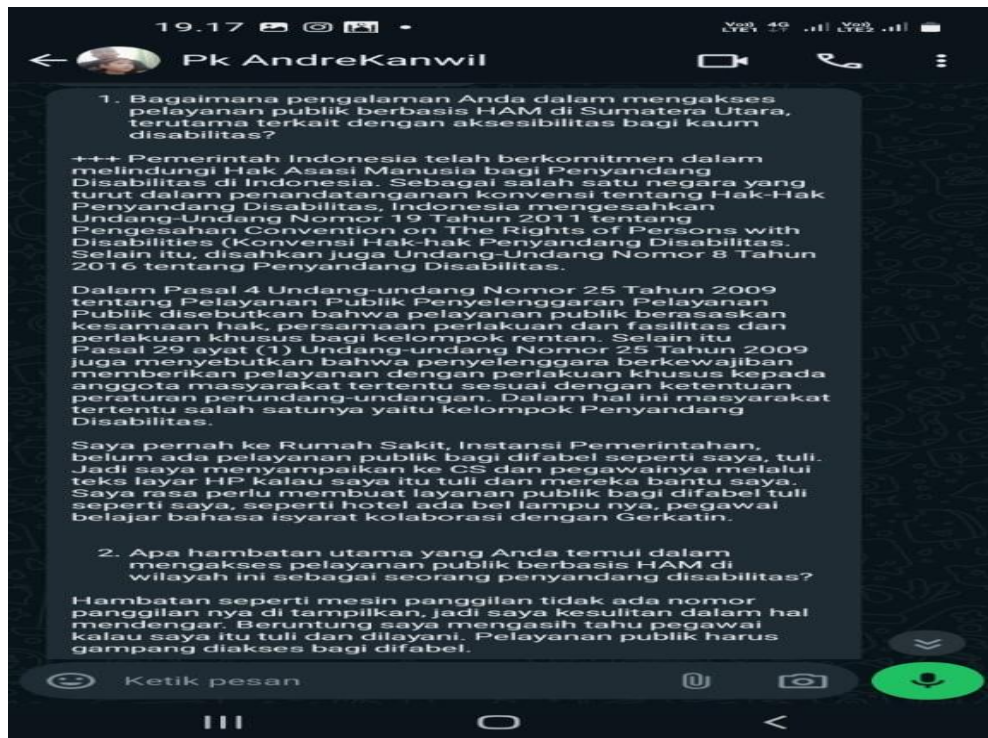 19.17
Voo) 4G Voo)
LTE1 LTE2
Pk AndreKanwil
1. Bagaimana pengalaman Anda dalam mengakses
pelayanan publik berbasis HAM di Sumatera Utara,
terutama terkait dengan aksesibilitas bagi kaum
disabilitas?
+++ Pemerintah Indonesia telah berkomitmen dalam
melindungi Hak Asasi Manusia bagi Penyandang
Disabilitas di Indonesia. Sebagai salah satu negara yang
turut dalam penandatanganan konvensi tentang Hak-Hak
Penyandang Disabilitas, Indonesia mengesahkan
Undang-Undang Nomor 19 Tahun 2011 tentang
Pengesahan Convention on The Rights of Persons with
Disabilities (Konvensi Hak-hak Penyandang Disabilitas.
Selain itu, disahkan juga Undang-Undang Nomor 8 Tahun
2016 tentang Penyandang Disabilitas.
Dalam Pasal 4 Undang-undang Nomor 25 Tahun 2009
tentang Pelayanan Publik Penyelenggaran Pelayanan
Publik disebutkan bahwa pelayanan publik berasaskan
kesamaan hak, persamaan perlakuan dan fasilitas dan
perlakuan khusus bagi kelompok rentan. Selain itu
Pasal 29 ayat (1) Undang-undang Nomor 25 Tahun 2009
juga menyebutkan bahwa penyelenggara berkewajiban
memberikan pelayanan dengan perlakuan khusus kepada
anggota masyarakat tertentu sesuai dengan ketentuan
peraturan perundang-undangan. Dalam hal ini masyarakat
tertentu salah satunya yaitu kelompok Penyandang
Disabilitas.
Saya pernah ke Rumah Sakit, Instansi Pemerintahan,
belum ada pelayanan publik bagi difabel seperti saya, tuli.
Jadi saya menyampaikan ke CS dan pegawainya melalui
teks layar HP kalau saya itu tuli dan mereka bantu saya.
Saya rasa perlu membuat layanan publik bagi difabel tuli
seperti saya, seperti hotel ada bel lampu nya, pegawai
belajar bahasa isyarat kolaborasi dengan Gerkatin.
2. Apa hambatan utama yang Anda temui dalam
mengakses pelayanan publik berbasis HAM di
wilayah ini sebagai seorang penyandang disabilitas?
Hambatan seperti mesin panggilan tidak ada nomor
panggilan nya di tampilkan, jadi saya kesulitan dalam hal
mendengar. Beruntung saya mengasih tahu pegawai
kalau saya itu tuli dan dilayani. Pelayanan publik harus
gampang diakses bagi difabel.
Ketik pesan